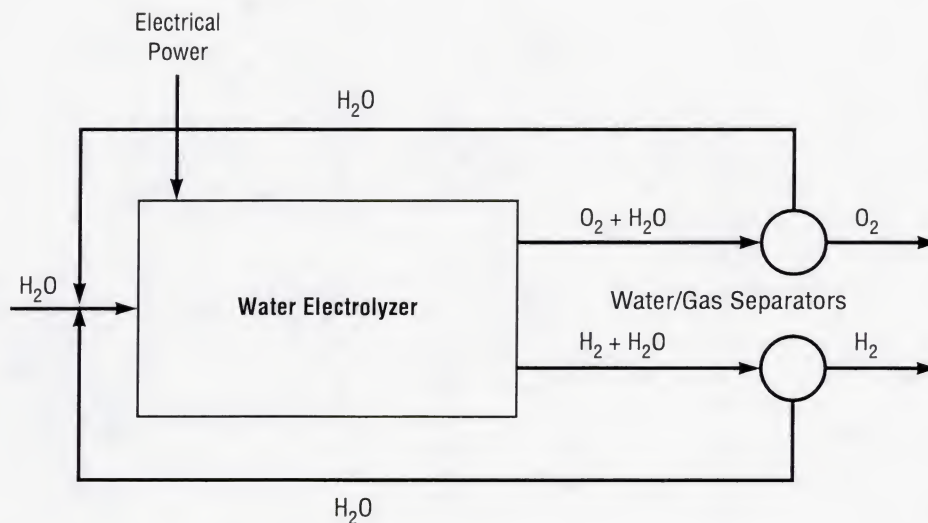 Electrical
Power
H₂O
O₂ + H₂O
O₂
H₂O
Water Electrolyzer
Water/Gas Separators
H₂ + H₂O
H₂
H₂O